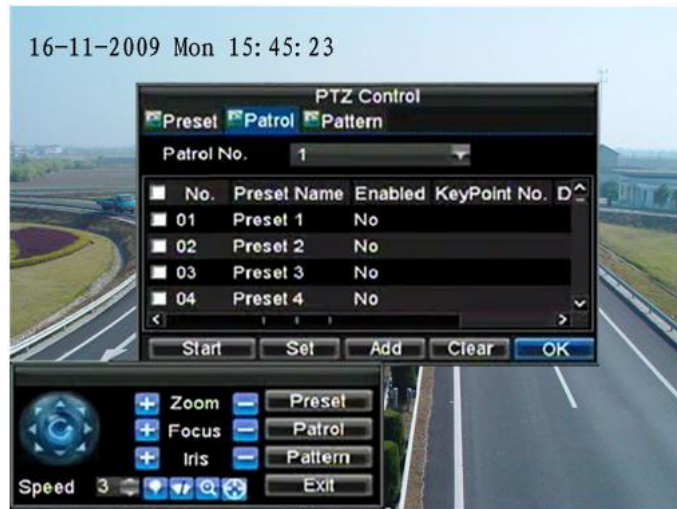 16-11-2009 Mon 15:45:23
PTZ Control
Preset Patrol Pattern
Patrol No. 1
No. Preset Name Enabled KeyPoint No. D
01 Preset 1 No
02 Preset 2 No
03 Preset 3 No
04 Preset 4 No
Start Set Add Clear OK
Zoom Preset
Focus Patrol
Iris Pattern
Speed 3 Exit